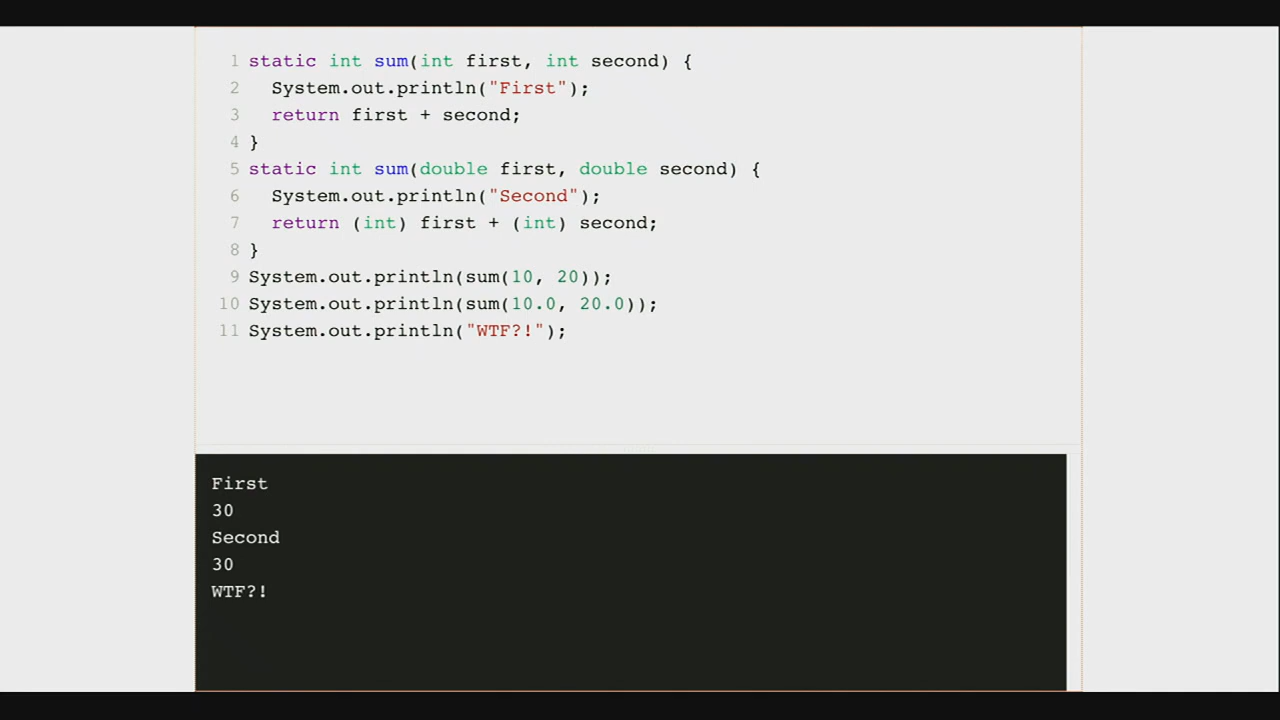 1 static int sum(int first, int second) {
2   System.out.println("First");
3   return first + second;
4 }
5 static int sum(double first, double second) {
6   System.out.println("Second");
7   return (int) first + (int) second;
8 }
9 System.out.println(sum(10, 20));
10 System.out.println(sum(10.0, 20.0));
11 System.out.println("WTF?!");
First
30
Second
30
WTF?!